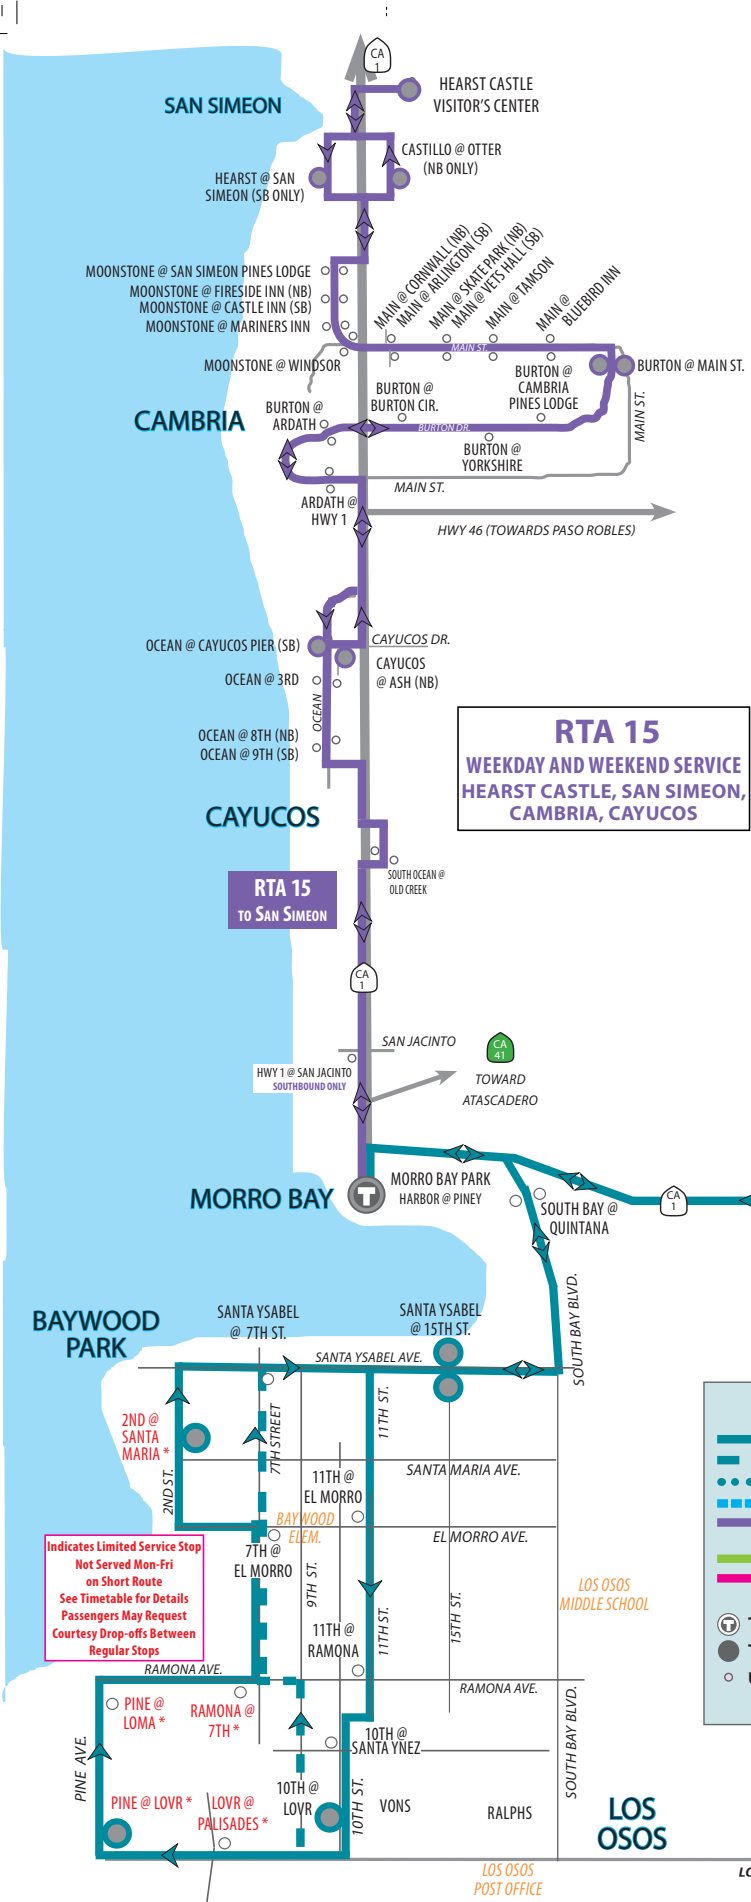 CA
1
HEARST CASTLE
VISITOR'S CENTER
SAN SIMEON
CASTILLO @ OTTER
(NB ONLY)
HEARST @ SAN
SIMEON (SB ONLY)
MOONSTONE @ SAN SIMEON PINES LODGE
MOONSTONE @ FIRESIDE INN (NB)
MOONSTONE @ CASTLE INN (SB)
MOONSTONE @ MARINERS INN
MOONSTONE @ WINDSOR
MAIN @ CORNWALL (NB)
MAIN @ ARLINGTON (SB)
MAIN @ SKATE PARK (NB)
MAIN @ VETS HALL (SB)
MAIN @ TAMSON
MAIN @
BLUEBIRD INN
MAIN ST.
BURTON @ MAIN ST.
BURTON @
CAMBRIA
PINES LODGE
BURTON @
BURTON CIR.
BURTON @
ARDATH
CAMBRIA
BURTON DR.
MAIN ST.
BURTON @
YORKSHIRE
MAIN ST.
ARDATH @
HWY 1
HWY 46 (TOWARDS PASO ROBLES)
OCEAN @ CAYUCOS PIER (SB)
CAYUCOS DR.
CAYUCOS
@ ASH (NB)
OCEAN @ 3RD
OCEAN
OCEAN @ 8TH (NB)
OCEAN @ 9TH (SB)
RTA 15
WEEKDAY AND WEEKEND SERVICE
HEARST CASTLE, SAN SIMEON,
CAMBRIA, CAYUCOS
CAYUCOS
SOUTH OCEAN @
OLD CREEK
RTA 15
TO SAN SIMEON
CA
1
SAN JACINTO
CA
41
HWY 1 @ SAN JACINTO
SOUTHBOUND ONLY
TOWARD
ATASCADERO
MORRO BAY
T
MORRO BAY PARK
HARBOR @ PINEY
SOUTH BAY @
QUINTANA
CA
1
SOUTH BAY BLVD.
BAYWOOD
PARK
SANTA YSABEL
@ 7TH ST.
SANTA YSABEL
@ 15TH ST.
SANTA YSABEL AVE.
2ND @
SANTA
MARIA *
2ND ST.
7TH STREET
11TH ST.
11TH @
EL MORRO
SANTA MARIA AVE.
BAYWOOD
ELEM.
EL MORRO AVE.
7TH @
EL MORRO
Indicates Limited Service Stop
Not Served Mon-Fri
on Short Route
See Timetable for Details
Passengers May Request
Courtesy Drop-offs Between
Regular Stops
9TH ST.
11TH ST.
15TH ST.
LOS OSOS
MIDDLE SCHOOL
11TH @
RAMONA
RAMONA AVE.
RAMONA AVE.
PINE @
LOMA *
RAMONA @
7TH *
PINE AVE.
10TH @
SANTA YNEZ
SOUTH BAY BLVD.
PINE @ LOVR *
LOVR @
PALISADES *
10TH @
LOVR
10TH ST.
VONS
RALPHS
LOS
OSOS
LOS OSOS
POST OFFICE
LO
T